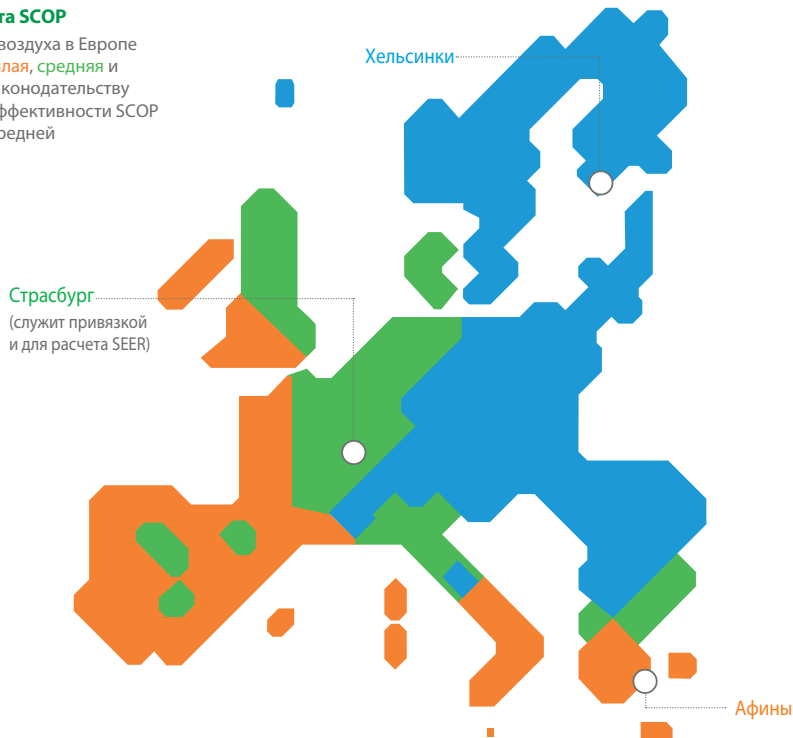 та SCOP
воздуха в Европе
лая, средняя и
конодательству
ффективности SCOP
редней
Хельсинки
Страсбург
(служит привязкой
и для расчета SEER)
Афины